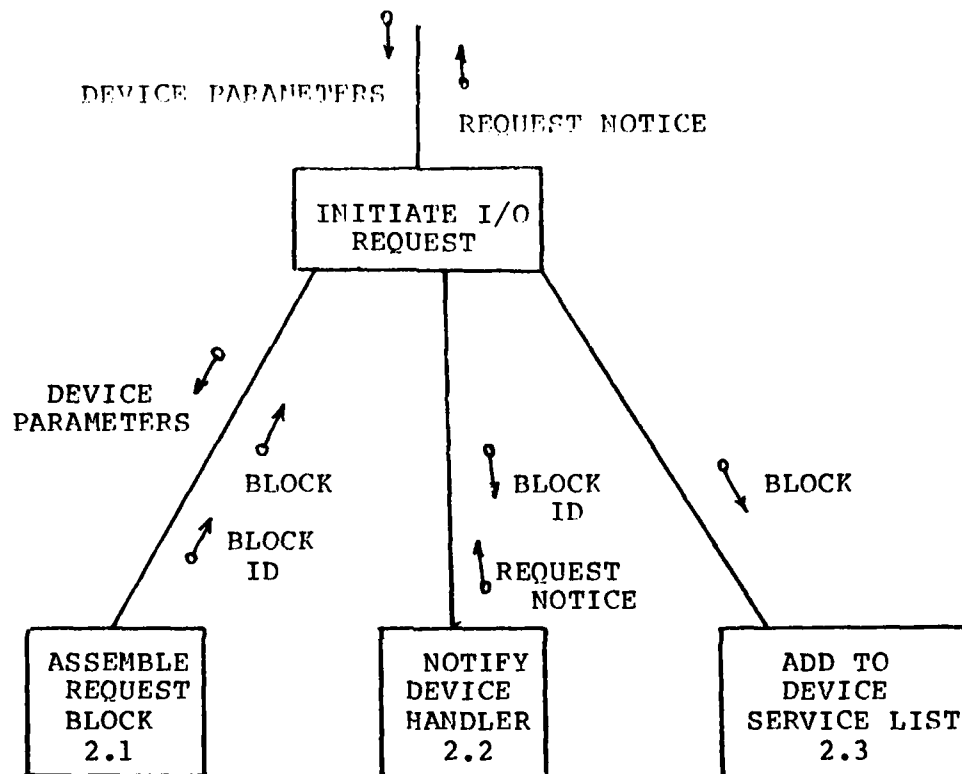 DEVICE PARAMETERS
REQUEST NOTICE
INITIATE I/O
REQUEST
DEVICE
PARAMETERS
BLOCK
BLOCK
ID
BLOCK
ID
REQUEST
NOTICE
BLOCK
ASSEMBLE
REQUEST
BLOCK
2.1
NOTIFY
DEVICE
HANDLER
2.2
ADD TO
DEVICE
SERVICE LIST
2.3